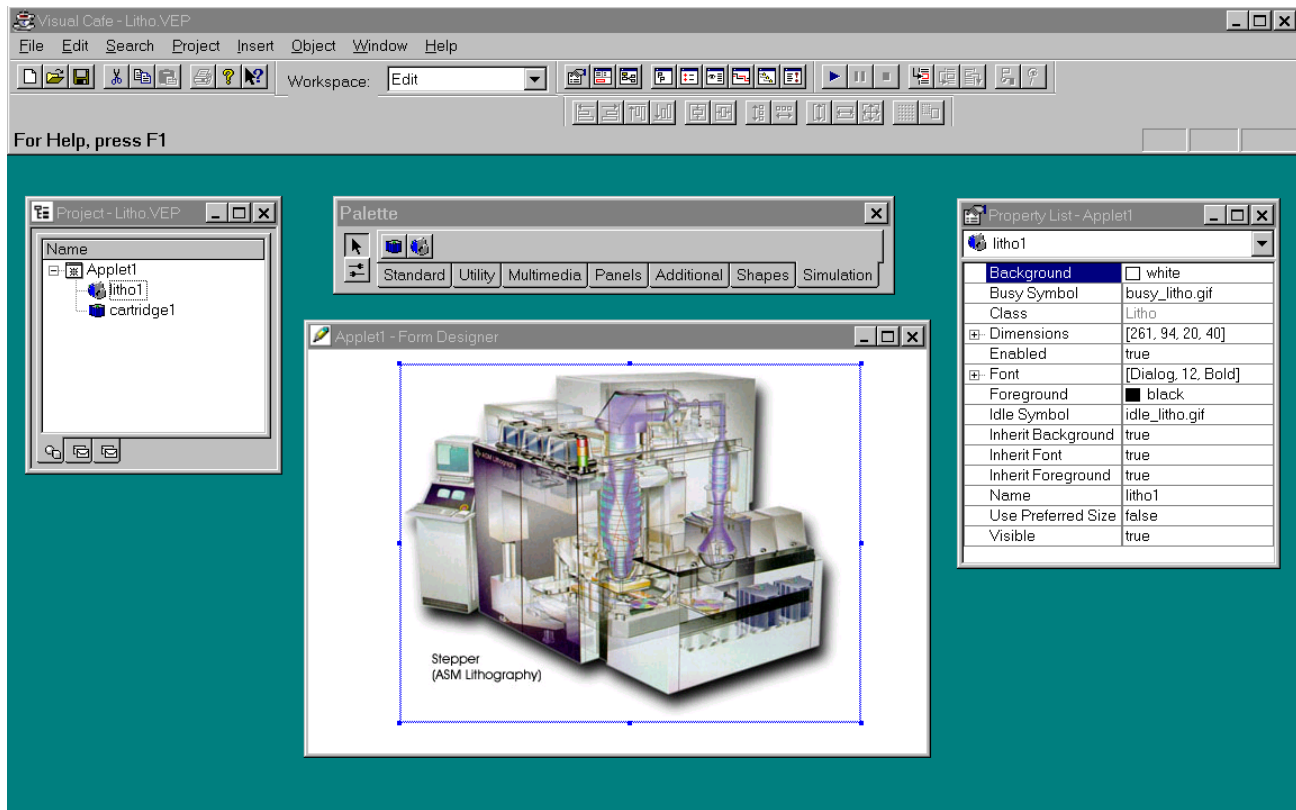 Visual Cafe - Litho.VEP
File Edit Search Project Insert Object Window Help
Workspace: Edit
For Help, press F1
Project - Litho.VEP
Name
Applet1
litho1
cartridge1
Palette
Standard Utility Multimedia Panels Additional Shapes Simulation
Applet1 - Form Designer
ASM Lithography
Stepper
(ASM Lithography)
Property List - Applet1
litho1
Background white
Busy Symbol busy_litho.gif
Class Litho
Dimensions [261, 94, 20, 40]
Enabled true
Font [Dialog, 12, Bold]
Foreground black
Idle Symbol idle_litho.gif
Inherit Background true
Inherit Font true
Inherit Foreground true
Name litho1
Use Preferred Size false
Visible true